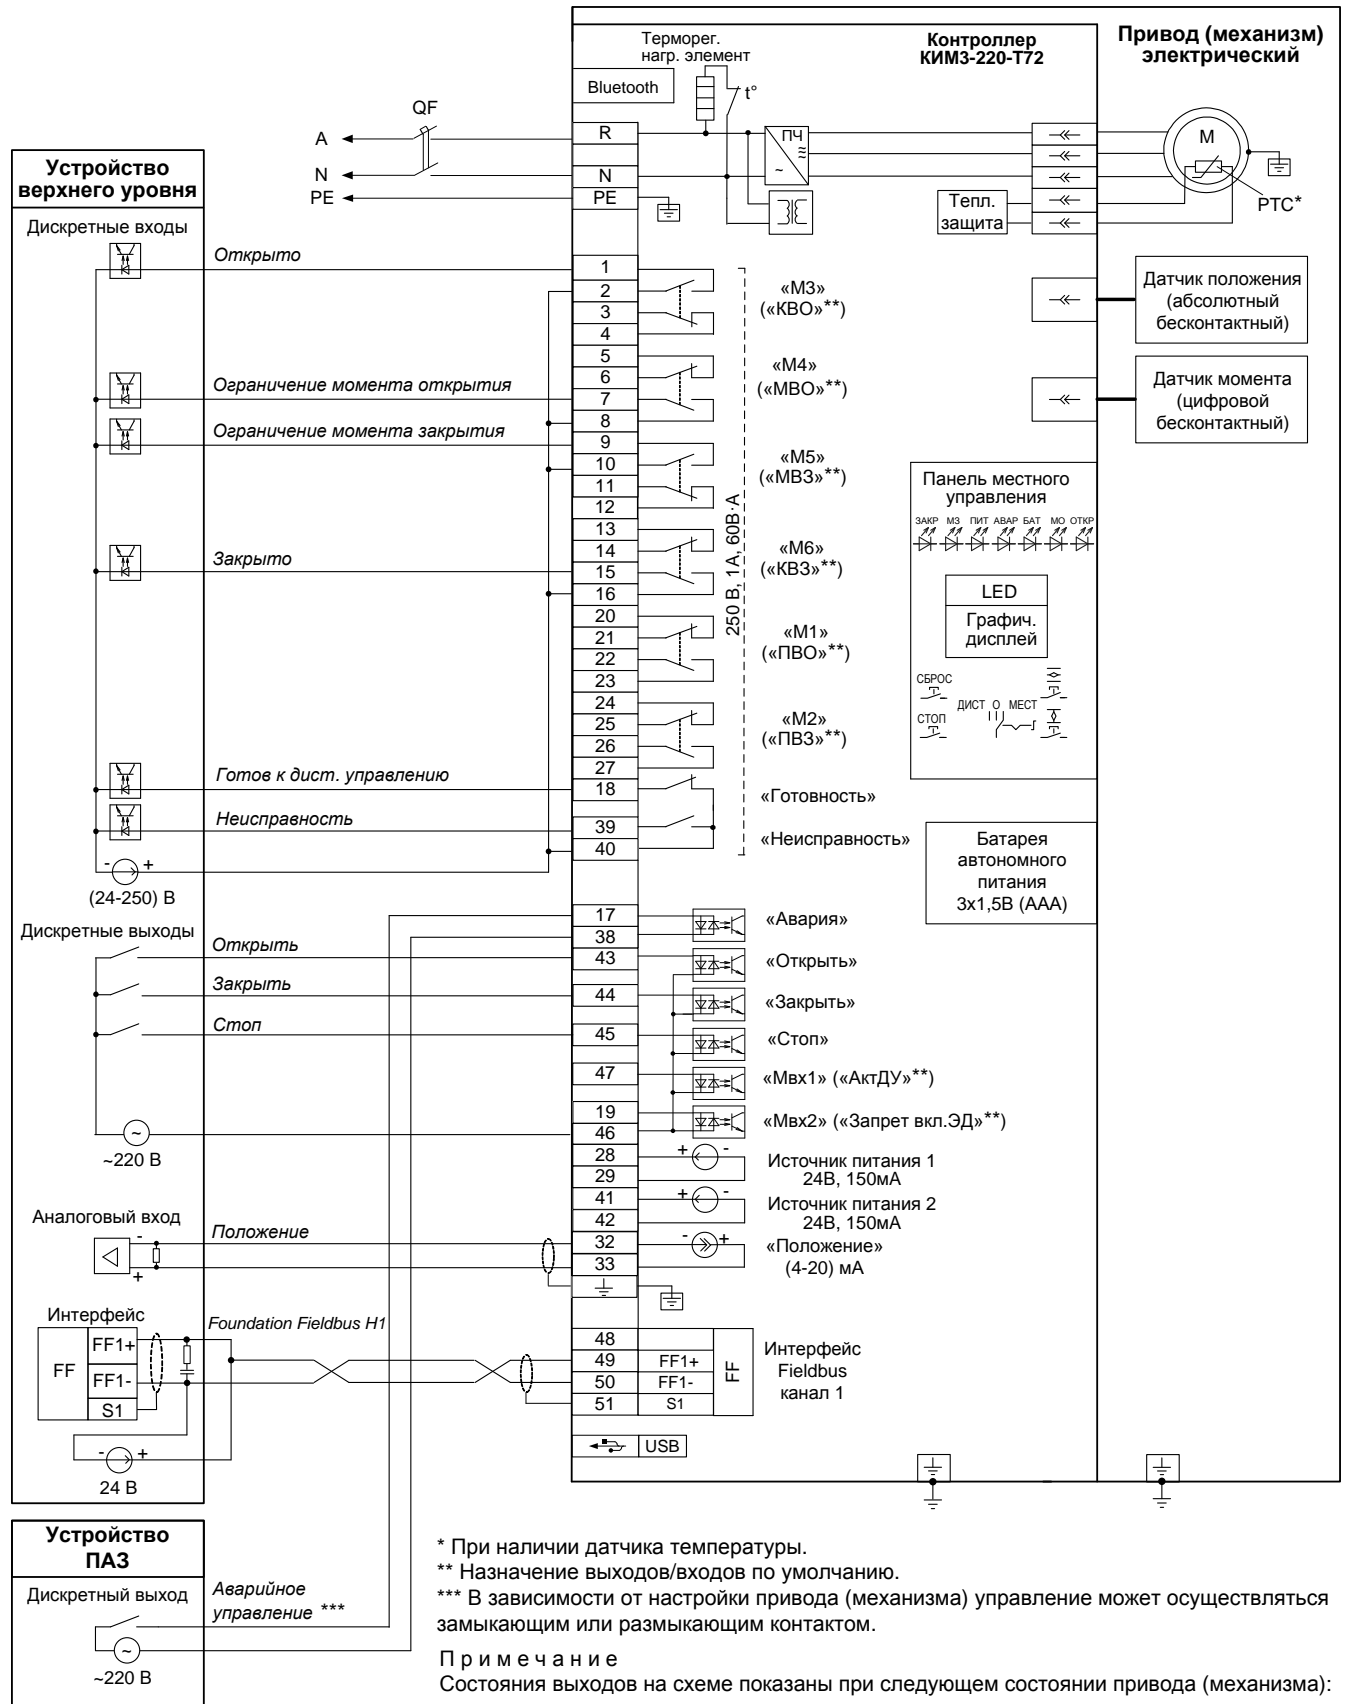 Терморег.
нагр. элемент
Контроллер
КИМ3-220-Т72
Привод (механизм)
электрический
Bluetooth
t°
QF
A
R
N
N
PE
PE
ПЧ
≈
~
M
PTC*
Тепл.
защита
Устройство
верхнего уровня
Дискретные входы
Открыто
Ограничение момента открытия
Ограничение момента закрытия
Закрыто
Готов к дист. управлению
Неисправность
- +
(24-250) В
1
2
3
4
5
6
7
8
9
10
11
12
13
14
15
16
20
21
22
23
24
25
26
27
18
39
40
«М3»
(«КВО»**)
«М4»
(«МВО»**)
«М5»
(«МВЗ»**)
«М6»
(«КВЗ»**)
«М1»
(«ПВО»**)
«М2»
(«ПВЗ»**)
«Готовность»
«Неисправность»
250 В, 1А, 60В·А
Датчик положения
(абсолютный
бесконтактный)
Датчик момента
(цифровой
бесконтактный)
Панель местного
управления
ЗАКР МЗ ПИТ АВАР БАТ МО ОТКР
LED
Графич.
дисплей
СБРОС
СТОП
ДИСТ О МЕСТ
Батарея
автономного
питания
3х1,5В (ААА)
Дискретные выходы
Открыть
Закрыть
Стоп
~
~220 В
17
38
43
44
45
47
19
46
28
29
41
42
32
33
«Авария»
«Открыть»
«Закрыть»
«Стоп»
«Мвх1» («АктДУ»**)
«Мвх2» («Запрет вкл.ЭД»**)
+ -
Источник питания 1
24В, 150мА
+ -
Источник питания 2
24В, 150мА
- +
«Положение»
(4-20) мА
Аналоговый вход
Положение
-
+
Интерфейс
FF
FF1+
FF1-
S1
Foundation Fieldbus H1
- +
24 В
48
49
50
51
FF1+
FF1-
S1
FF
Интерфейс
Fieldbus
канал 1
USB
Устройство
ПАЗ
Дискретный выход
Аварийное
управление ***
~
~220 В
* При наличии датчика температуры.
** Назначение выходов/входов по умолчанию.
*** В зависимости от настройки привода (механизма) управление может осуществляться
замыкающим или размыкающим контактом.
П р и м е ч а н и е
Состояния выходов на схеме показаны при следующем состоянии привода (механизма):